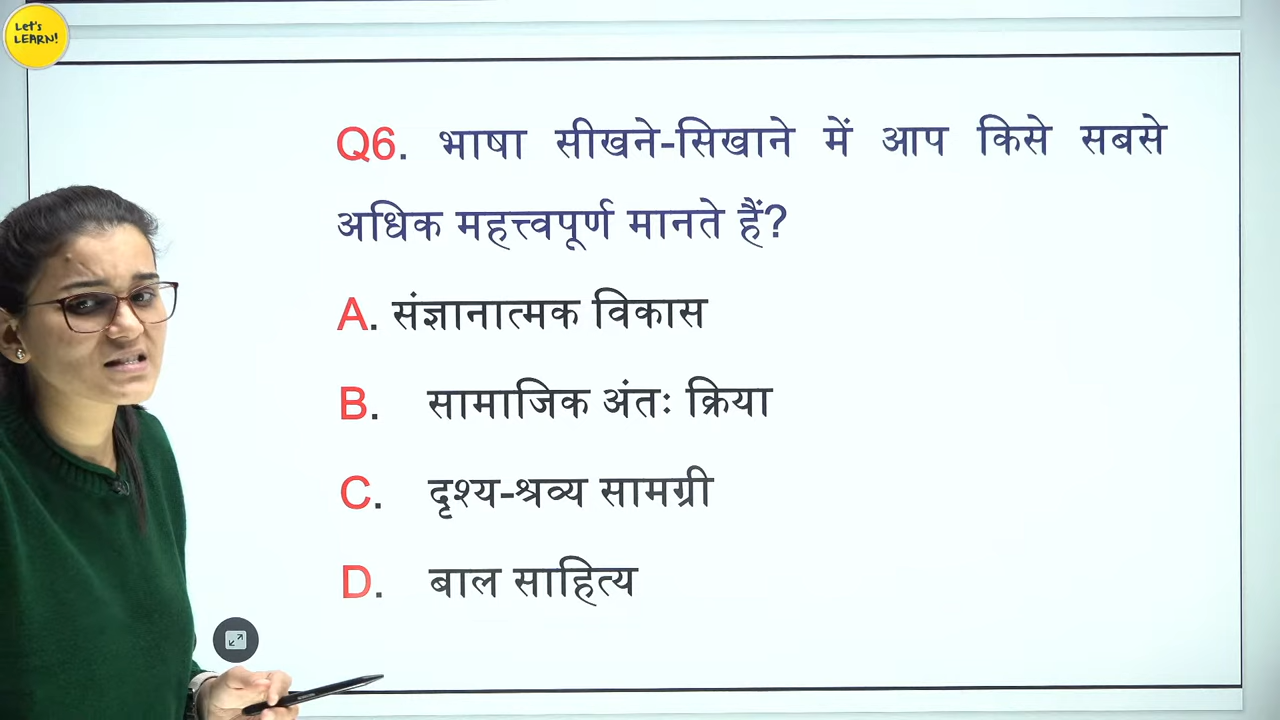 Let's
LEARN!
Q6. भाषा सीखने-सिखाने में आप किसे सबसे
अधिक महत्त्वपूर्ण मानते हैं?
A. संज्ञानात्मक विकास
B. सामाजिक अंतः क्रिया
C. दृश्य-श्रव्य सामग्री
D. बाल साहित्य